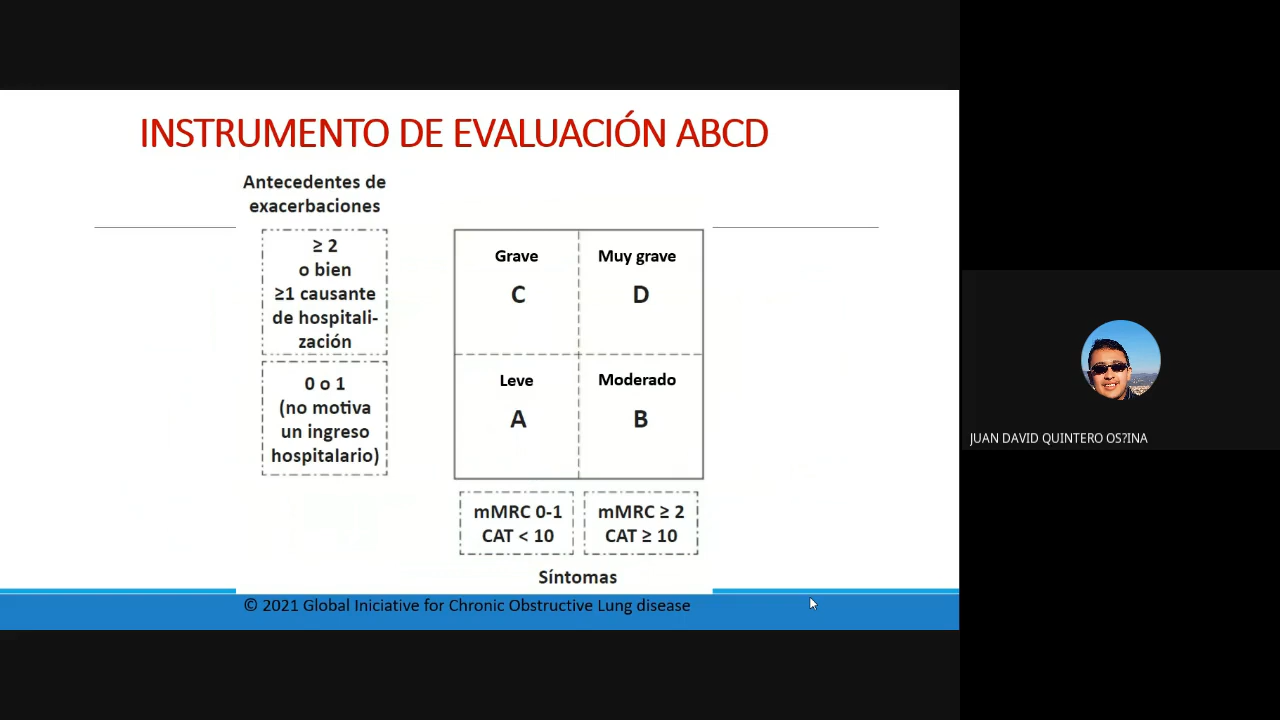 INSTRUMENTO DE EVALUACIÓN ABCD
Antecedentes de
exacerbaciones
≥ 2
o bien
≥1 causante
de hospitali-
zación
0 o 1
(no motiva
un ingreso
hospitalario)
Grave
C
Muy grave
D
Leve
A
Moderado
B
mMRC 0-1
CAT < 10
mMRC ≥ 2
CAT ≥ 10
Síntomas
© 2021 Global Iniciative for Chronic Obstructive Lung disease
JUAN DAVID QUINTERO OS?INA